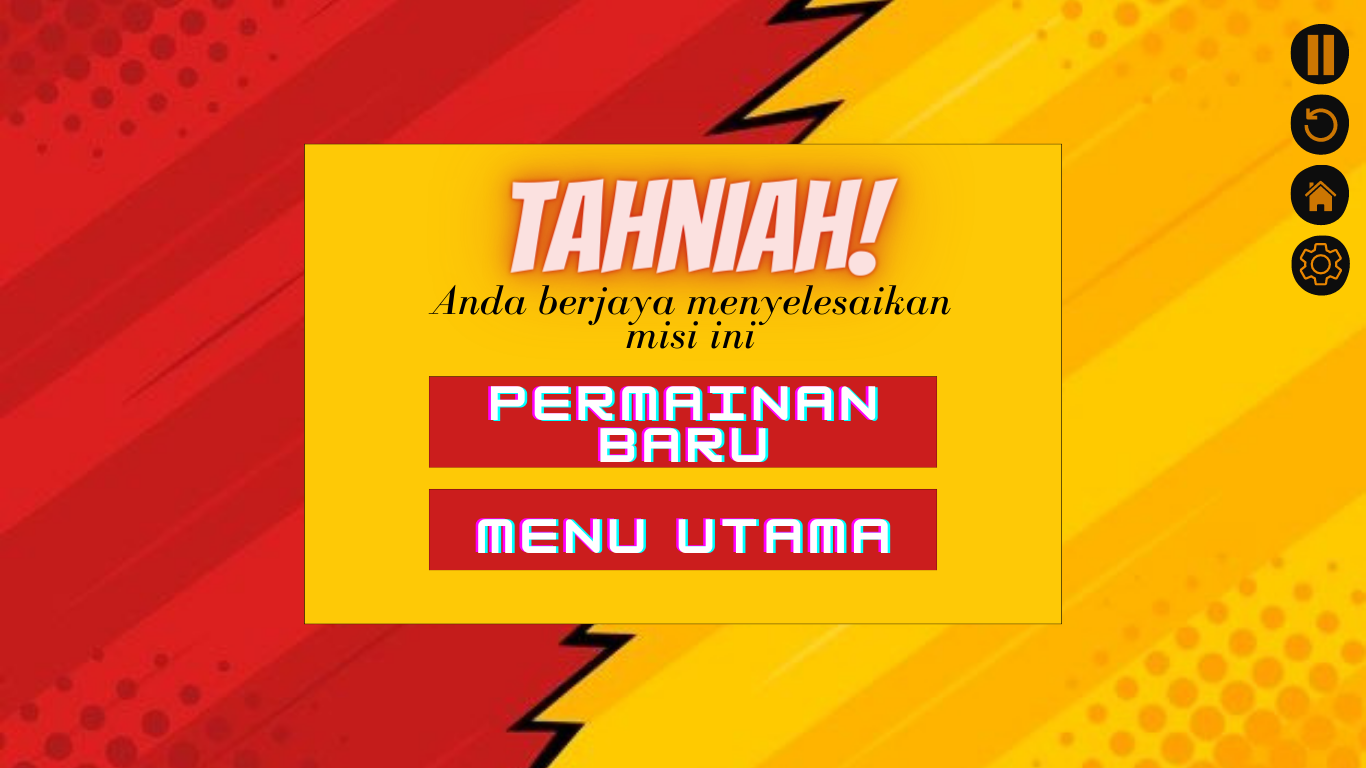 TAHNIAH!
Anda berjaya menyelesaikan
misi ini
PERMAINAN
BARU
MENU UTAMA